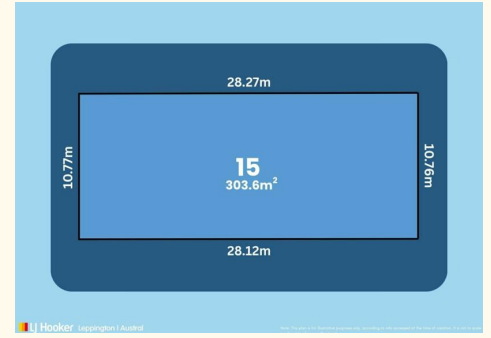 28.27m
10.77m
15
303.6m²
10.76m
28.12m
LJ Hooker Leppington | Austral